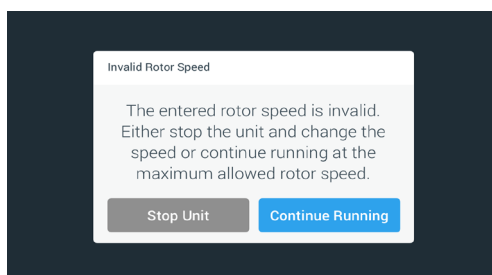 Invalid Rotor Speed
The entered rotor speed is invalid.
Either stop the unit and change the
speed or continue running at the
maximum allowed rotor speed.
Stop Unit
Continue Running